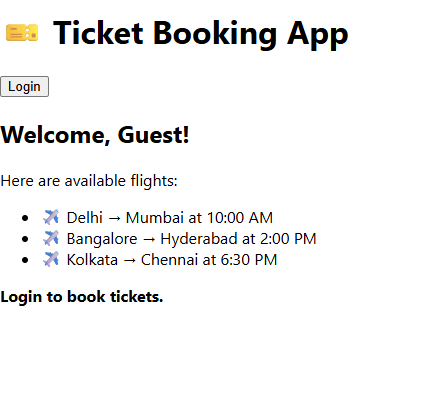 🎫 Ticket Booking App
Login
Welcome, Guest!
Here are available flights:
• ✈️ Delhi → Mumbai at 10:00 AM
• ✈️ Bangalore → Hyderabad at 2:00 PM
• ✈️ Kolkata → Chennai at 6:30 PM
Login to book tickets.